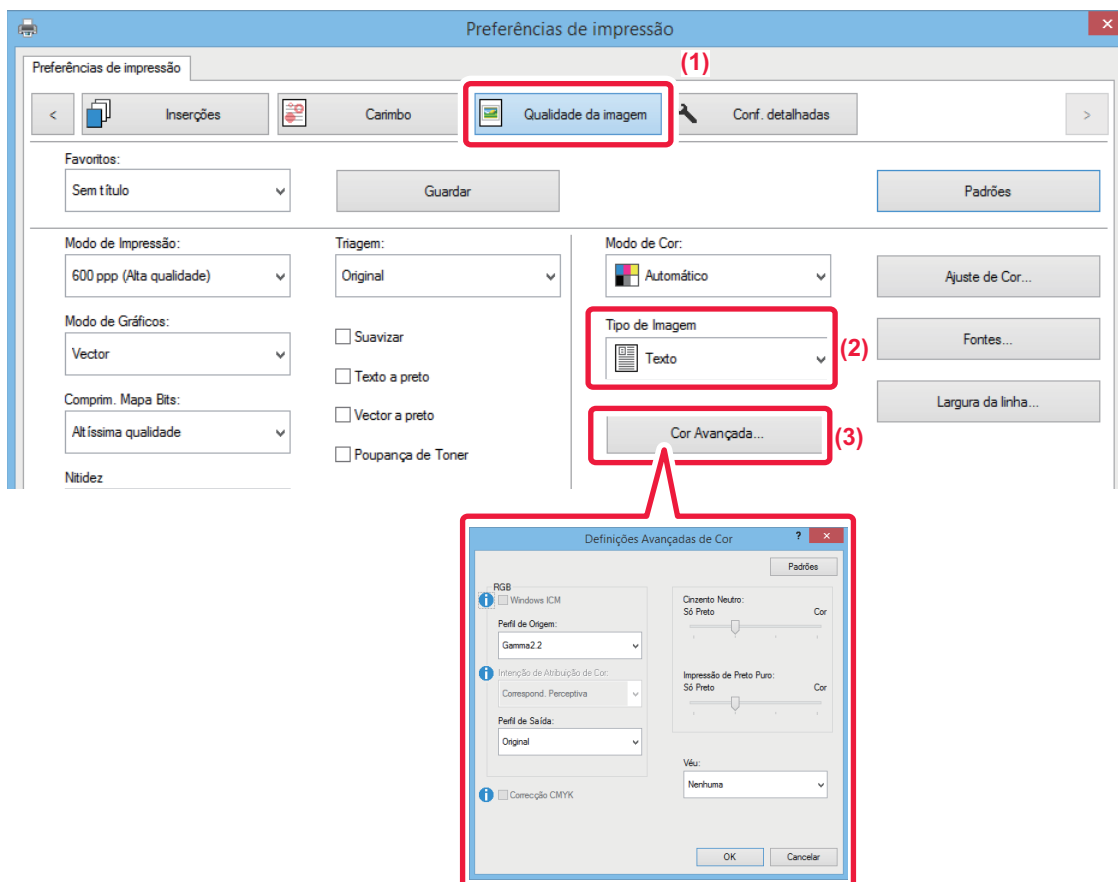 Preferências de impressão
×
Preferências de impressão
(1)
<
Inserções
Carimbo
Qualidade da imagem
Conf. detalhadas
>
Favoritos:
Sem título
Guardar
Padrões
Modo de Impressão:
600 ppp (Alta qualidade)
Triagem:
Original
Modo de Cor:
Automático
Ajuste de Cor...
Modo de Gráficos:
Vector
Suavizar
Texto a preto
Tipo de Imagem
Texto
(2)
Fontes...
Comprim. Mapa Bits:
Altíssima qualidade
Vector a preto
Poupança de Toner
Cor Avançada...
(3)
Largura da linha...
Nitidez
Definições Avançadas de Cor
? ×
Padrões
RGB
Windows ICM
Perfil de Origem:
Gamma2.2
Intenção de Atribuição de Cor:
Correspond. Perceptiva
Perfil de Saída:
Original
Correcção CMYK
Cinzento Neutro:
Só Preto Cor
Impressão de Preto Puro:
Só Preto Cor
Véu:
Nenhuma
OK
Cancelar